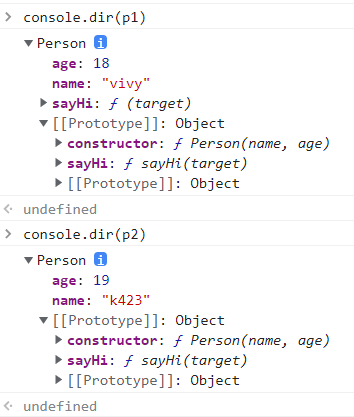 > console.dir(p1)
▼ Person i
age: 18
name: "vivy"
▶ sayHi: ƒ (target)
▼ [[Prototype]]: Object
▶ constructor: ƒ Person(name, age)
▶ sayHi: ƒ sayHi(target)
▶ [[Prototype]]: Object
undefined
> console.dir(p2)
▼ Person i
age: 19
name: "k423"
▼ [[Prototype]]: Object
▶ constructor: ƒ Person(name, age)
▶ sayHi: ƒ sayHi(target)
▶ [[Prototype]]: Object
undefined